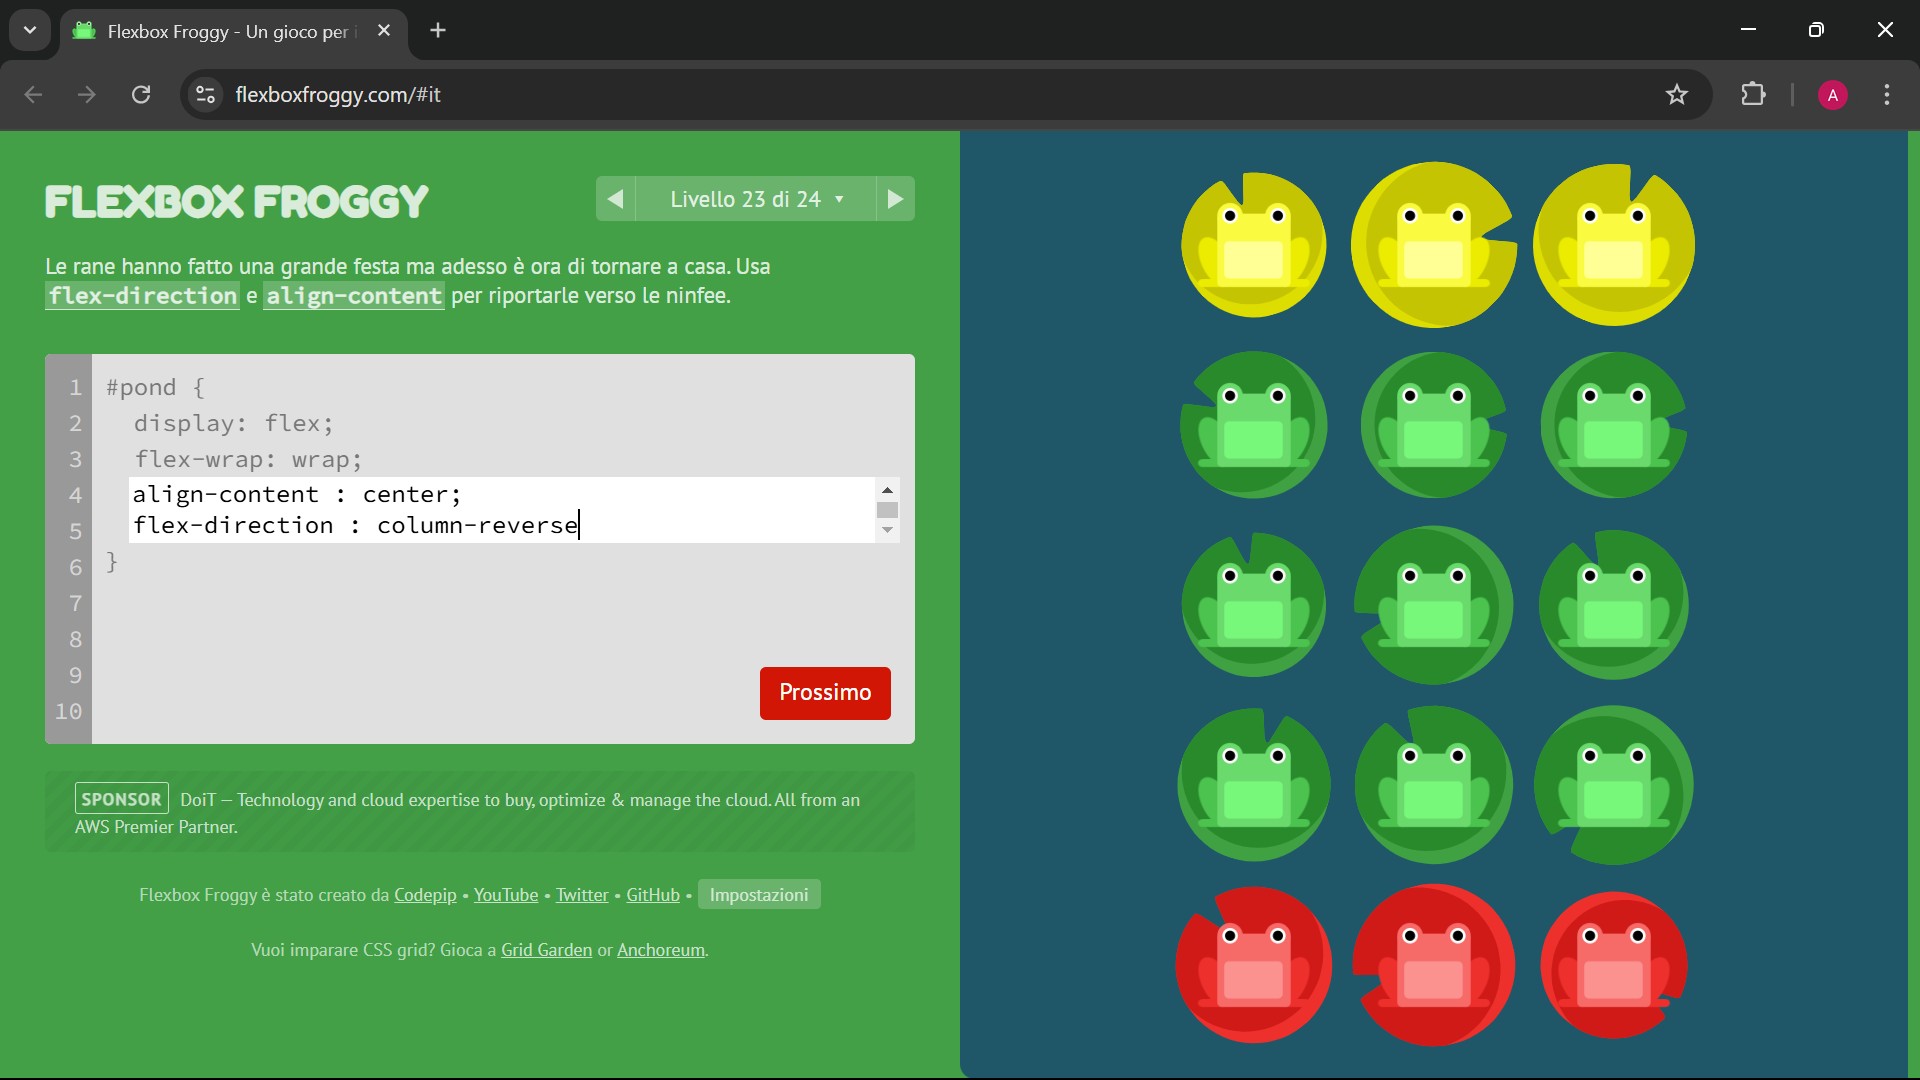 Flexbox Froggy - Un gioco per i
flexboxfroggy.com/#it
A
FLEXBOX FROGGY
Livello 23 di 24
Le rane hanno fatto una grande festa ma adesso è ora di tornare a casa. Usa
flex-direction e align-content per riportarle verso le ninfee.
1 #pond {
2 display: flex;
3 flex-wrap: wrap;
4 align-content : center;
5 flex-direction : column-reverse
6 }
7
8
9
10
Prossimo
SPONSOR DoiT – Technology and cloud expertise to buy, optimize & manage the cloud. All from an
AWS Premier Partner.
Flexbox Froggy è stato creato da Codepip • YouTube • Twitter • GitHub • Impostazioni
Vuoi imparare CSS grid? Gioca a Grid Garden or Anchoreum.